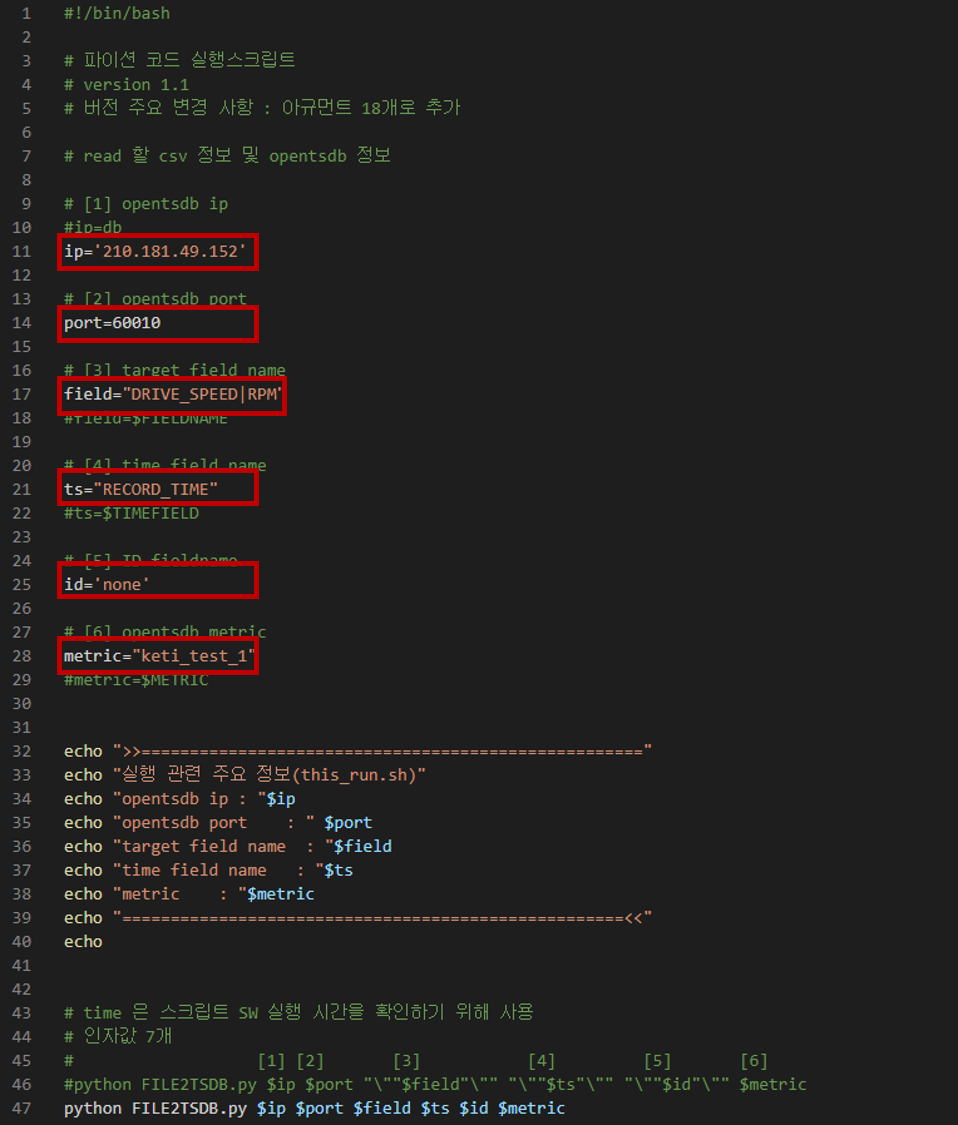 1 #!/bin/bash
2
3 # 파이션 코드 실행스크립트
4 # version 1.1
5 # 버전 주요 변경 사항 : 아규먼트 18개로 추가
6
7 # read 할 csv 정보 및 opentsdb 정보
8
9 # [1] opentsdb ip
10 #ip=db
11 ip='210.181.49.152'
12
13 # [2] opentsdb port
14 port=60010
15
16 # [3] target field name
17 field="DRIVE_SPEED|RPM"
18 #field=$FIELDNAME
19
20 # [4] time field name
21 ts="RECORD_TIME"
22 #ts=$TIMEFIELD
23
24 # [5] ID fieldname
25 id='none'
26
27 # [6] opentsdb metric
28 metric="keti_test_1"
29 #metric=$METRIC
30
31
32 echo ">>===================================================="
33 echo "실행 관련 주요 정보(this_run.sh)"
34 echo "opentsdb ip : "$ip
35 echo "opentsdb port    : " $port
36 echo "target field name  : "$field
37 echo "time field name   : "$ts
38 echo "metric    : "$metric
39 echo "====================================================<<"
40 echo
41
42
43 # time 은 스크립트 SW 실행 시간을 확인하기 위해 사용
44 # 인자값 7개
45 #                   [1] [2]       [3]           [4]         [5]       [6]
46 #python FILE2TSDB.py $ip $port "\""$field"\"" "\""$ts"\"" "\""$id"\"" $metric
47 python FILE2TSDB.py $ip $port $field $ts $id $metric